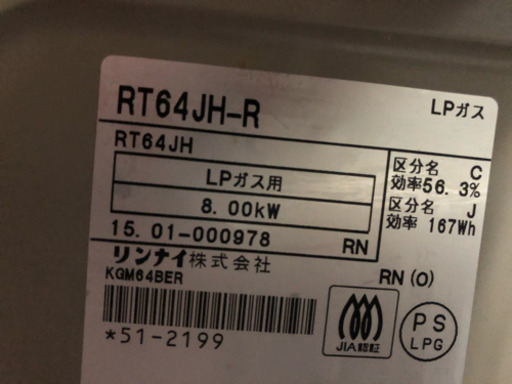 RT64JH-R
LPガス
RT64JH
LPガス用
8.00kW
15.01-000978
RN
区分名 C
効率56.3%
区分名 J
効率 167Wh
リンナイ株式会社
KGM64BER
RN(0)
*51-2199
JIA認証
PS
LPG